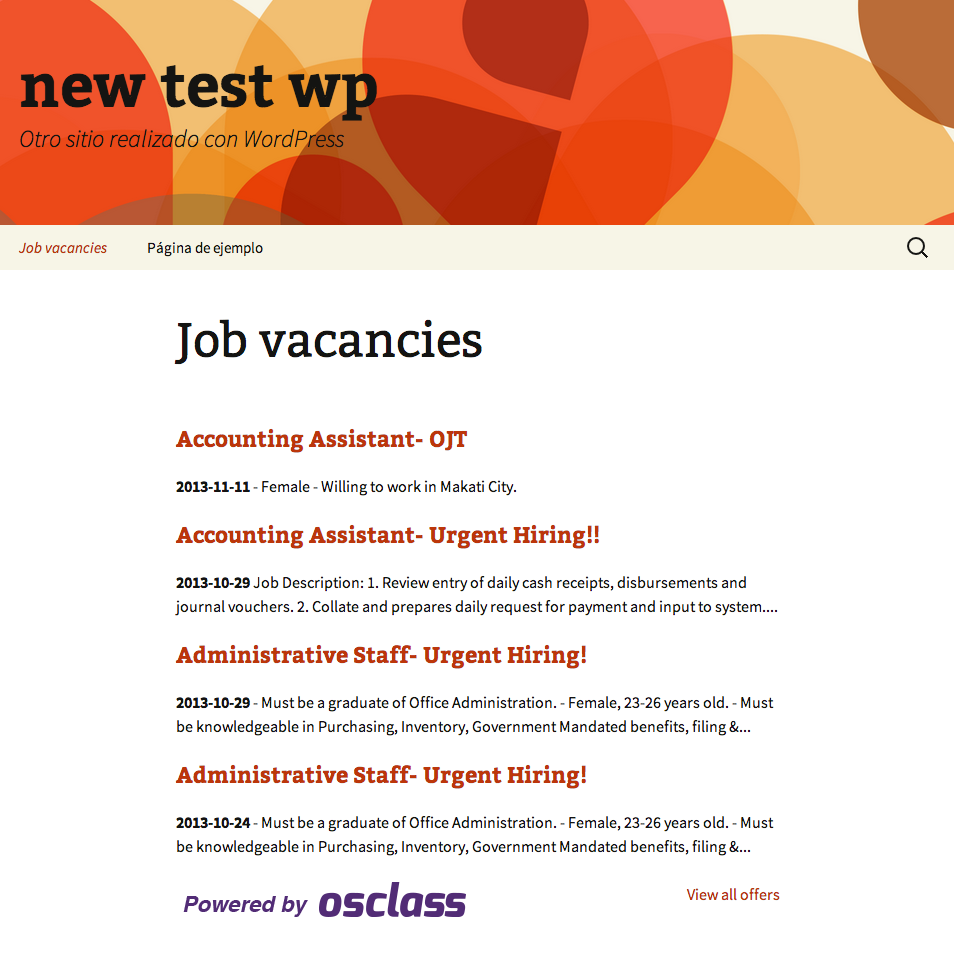 new test wp
Otro sitio realizado con WordPress
Job vacancies
Página de ejemplo
Job vacancies
Accounting Assistant- OJT
2013-11-11 - Female - Willing to work in Makati City.
Accounting Assistant- Urgent Hiring!!
2013-10-29 Job Description: 1. Review entry of daily cash receipts, disbursements and
journal vouchers. 2. Collate and prepares daily request for payment and input to system....
Administrative Staff- Urgent Hiring!
2013-10-29 - Must be a graduate of Office Administration. - Female, 23-26 years old. - Must
be knowledgeable in Purchasing, Inventory, Government Mandated benefits, filing &...
Administrative Staff- Urgent Hiring!
2013-10-24 - Must be a graduate of Office Administration. - Female, 23-26 years old. - Must
be knowledgeable in Purchasing, Inventory, Government Mandated benefits, filing &...
Powered by osclass
View all offers